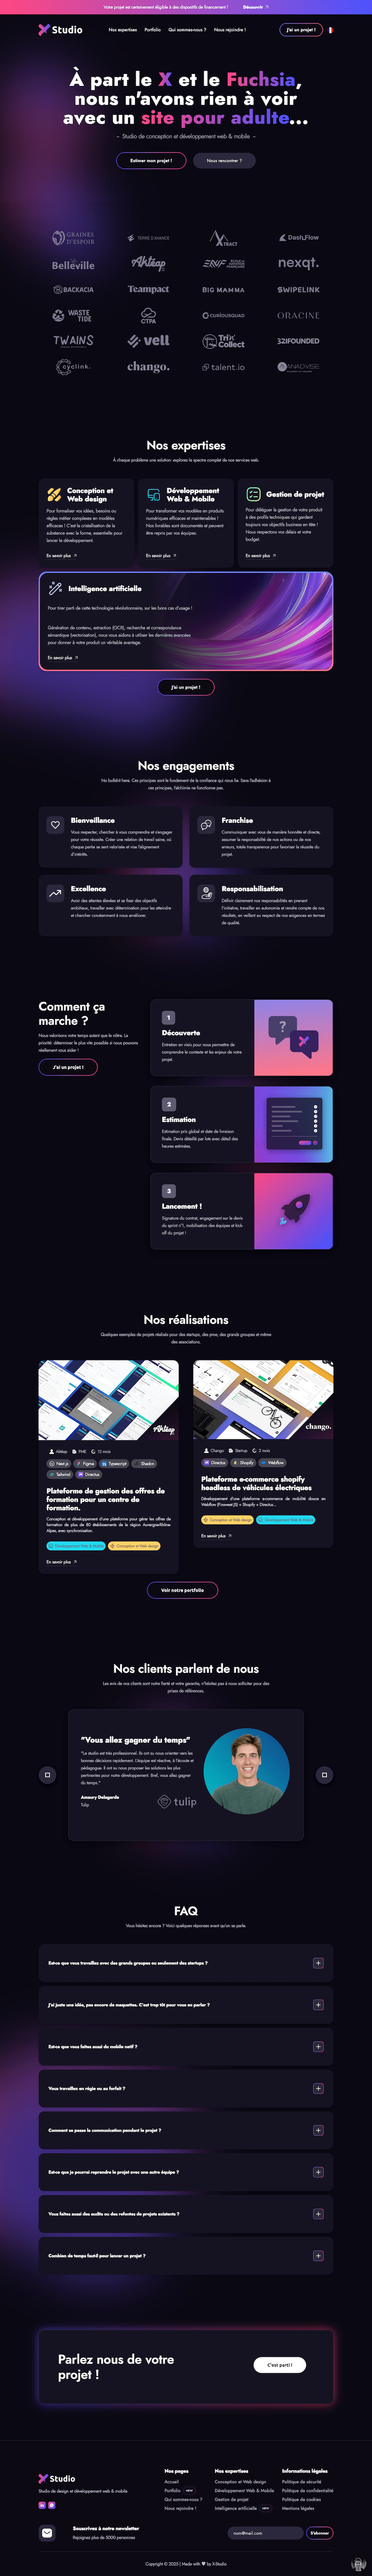 Votre projet est certainement éligible à des dispositifs de financement ! Découvrir
Studio
Nos expertises Portfolio Qui sommes-nous ? Nous rejoindre ! J'ai un projet !
À part le X et le Fuchsia,
nous n'avons rien à voir
avec un site pour adulte...
~ Studio de conception et développement web & mobile ~
Estimer mon projet ! Nous rencontrer ?
GRAINES D'ESPOIR TERRE D'AVANCE XTRACT Dash_Flow
La Belleville Akteap nexqt.
BACKACIA Teampact BIG MAMMA SWIPELINK
WASTE TIDE CTPA CURIOUSQUAD ORACINE
TWAINS vell Tri'n'Collect 321FOUNDED
cyclink. chango. talent.io ANADVISE
Nos expertises
À chaque problème une solution: explorez le spectre complet de nos services web.
Conception et
Web design
Pour formaliser vos idées, besoins ou
règles métier complexes en modèles
efficaces ! C'est la cristallisation de la
substance avec la forme, essentielle pour
lancer le développement.
En savoir plus
Développement
Web & Mobile
Pour transformer vos modèles en produits
numériques efficaces et maintenables !
Nos livrables sont documentés et peuvent
être repris par vos équipes.
En savoir plus
Gestion de projet
Pour déléguer la gestion de votre produit
à des profils techniques qui gardent
toujours vos objectifs business en tête !
Nous respectons vos délais et votre
budget.
En savoir plus
Intelligence artificielle
Pour tirer parti de cette technologie révolutionnaire, sur les bons cas d'usage !
Génération de contenu, extraction (OCR), recherche et correspondance
sémantique (vectorisation), nous vous aidons à utiliser les dernières avancées
pour donner à votre produit un véritable avantage.
En savoir plus
J'ai un projet !
Nos engagements
No bullshit here. Ces principes sont le fondement de la confiance qui nous lie. Sans l'adhésion à
ces principes, l'alchimie ne fonctionne pas.
Bienveillance
Vous respecter, chercher à vous comprendre et s'engager
pour votre réussite. Créer une relation de travail saine, où
chaque partie se sent valorisée et vise l'alignement
d'intérêts.
Franchise
Communiquer avec vous de manière honnête et directe,
assumer la responsabilité de nos actions ou de nos
erreurs, totale transparence pour favoriser la réussite du
projet.
Excellence
Avoir des attentes élevées et se fixer des objectifs
ambitieux, travailler avec détermination pour les atteindre
et chercher constamment à nous améliorer.
Responsabilisation
Définir clairement nos responsabilités en prenant
l'initiative, travailler en autonomie et rendre compte de nos
résultats, en veillant au respect de nos exigences en termes
de qualité.
Comment ça
marche ?
Nous valorisons votre temps autant que le nôtre. La
priorité: déterminer le plus vite possible si nous pouvons
réellement nous aider !
J'ai un projet !
1
Découverte
Entretien en visio pour nous permettre de
comprendre le contexte et les enjeux de votre
projet.
?
2
Estimation
Estimation prix global et date de livraison
finale. Devis détaillé par lots avec détail des
heures estimées.
3
Lancement !
Signature du contrat, engagement sur le devis
du sprint n°1, mobilisation des équipes et kick-
off du projet !
Nos réalisations
Quelques exemples de projets réalisés pour des startups, des pme, des grands groupes et même
des associations.
Akteap
Akteap PME 12 mois
Next.js Figma Typescript Shadcn
Tailwind Directus
Plateforme de gestion des offres de
formation pour un centre de
formation.
Conception et développement d'une plateforme pour gérer les offres de
formation de plus de 80 établissements de la région Auvergne-Rhône
Alpes, avec synchronisation.
Développement Web & Mobile Conception et Web design
En savoir plus
chango.
Chango Startup 2 mois
Directus Shopify Webflow
Plateforme e-commerce shopify
headless de véhicules électriques
Développement d'une plateforme e-commerce de mobilité douce en
Webflow (Frontend JS) + Shopify + Directus...
Conception et Web design Développement Web & Mobile
En savoir plus
Voir notre portfolio
Nos clients parlent de nous
Les avis de nos clients sont notre fierté et votre garantie, n'hésitez pas à nous solliciter pour des
prises de références.
"Vous allez gagner du temps"
"Le studio est très professionnel. Ils ont su nous orienter vers les
bonnes décisions rapidement. L'équipe est très à l'écoute et
pédagogue. Il ont su nous proposer les solutions les plus
pertinentes pour notre développement. Bref, vous allez gagner
du temps."
Amaury Delagarde
Tulip
tulip
FAQ
Vous hésitez encore ? Voici quelques réponses avant qu'on se parle.
Est-ce que vous travaillez avec des grands groupes ou seulement des startups ?
J'ai juste une idée, pas encore de maquettes. C'est trop tôt pour vous en parler ?
Est-ce que vous faites aussi du mobile natif ?
Vous travaillez en régie ou au forfait ?
Comment se passe la communication pendant le projet ?
Est-ce que je pourrai reprendre le projet avec une autre équipe ?
Vous faites aussi des audits ou des refontes de projets existants ?
Combien de temps faut-il pour lancer un projet ?
Parlez nous de votre
projet !
C'est parti !
Studio
Studio de design et développement web & mobile
Nos pages
Accueil
Portfolio NEW
Qui sommes-nous ?
Nous rejoindre !
Nos expertises
Conception et Web design
Développement Web & Mobile
Gestion de projet
Intelligence artificielle NEW
Informations légales
Politique de sécurité
Politique de confidentialité
Politique de cookies
Mentions légales
Souscrivez à notre newsletter
Rejoignez plus de 3000 personnes
nom@mail.com S'abonner
Copyright © 2025 | Made with by X-Studio